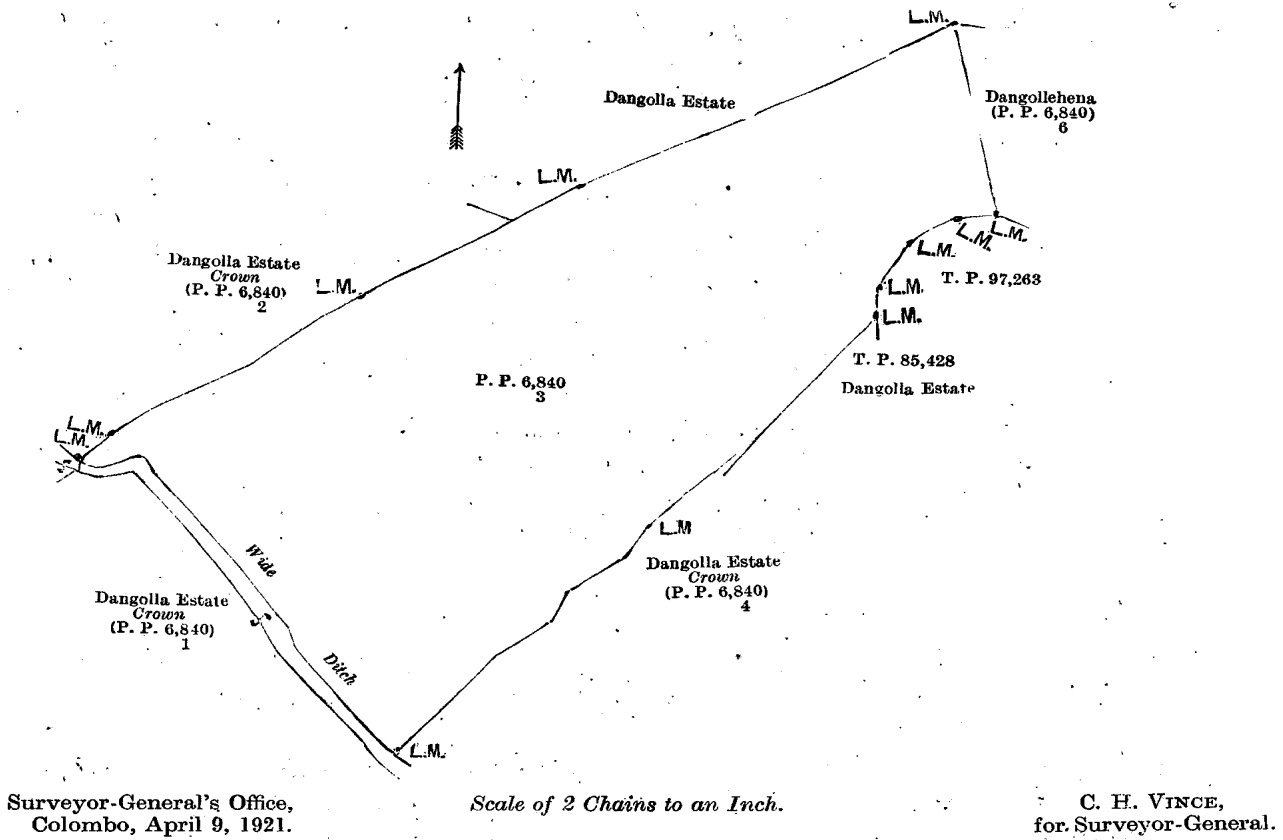 L.M.
Dangolla Estate
Dangollehena
(P. P. 6,840)
6
L.M.
L.M.
L.M.
L.M.
T. P. 97,263
Dangolla Estate
Crown
(P. P. 6,840)
2
L.M.
L.M.
L.M.
T. P. 85,428
Dangolla Estate
P. P. 6,840
3
L.M.
L.M.
L.M
Wide
Ditch
Dangolla Estate
Crown
(P. P. 6,840)
4
Dangolla Estate
Crown
(P. P. 6,840)
1
L.M.
Surveyor-General's Office,
Colombo, April 9, 1921.
Scale of 2 Chains to an Inch.
C. H. VINCE,
for Surveyor-General.